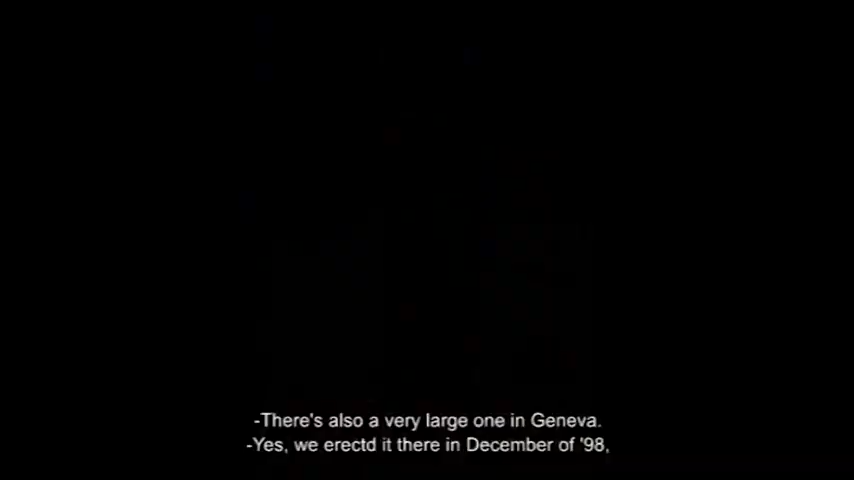 -There's also a very large one in Geneva.
-Yes, we erectd it there in December of '98,